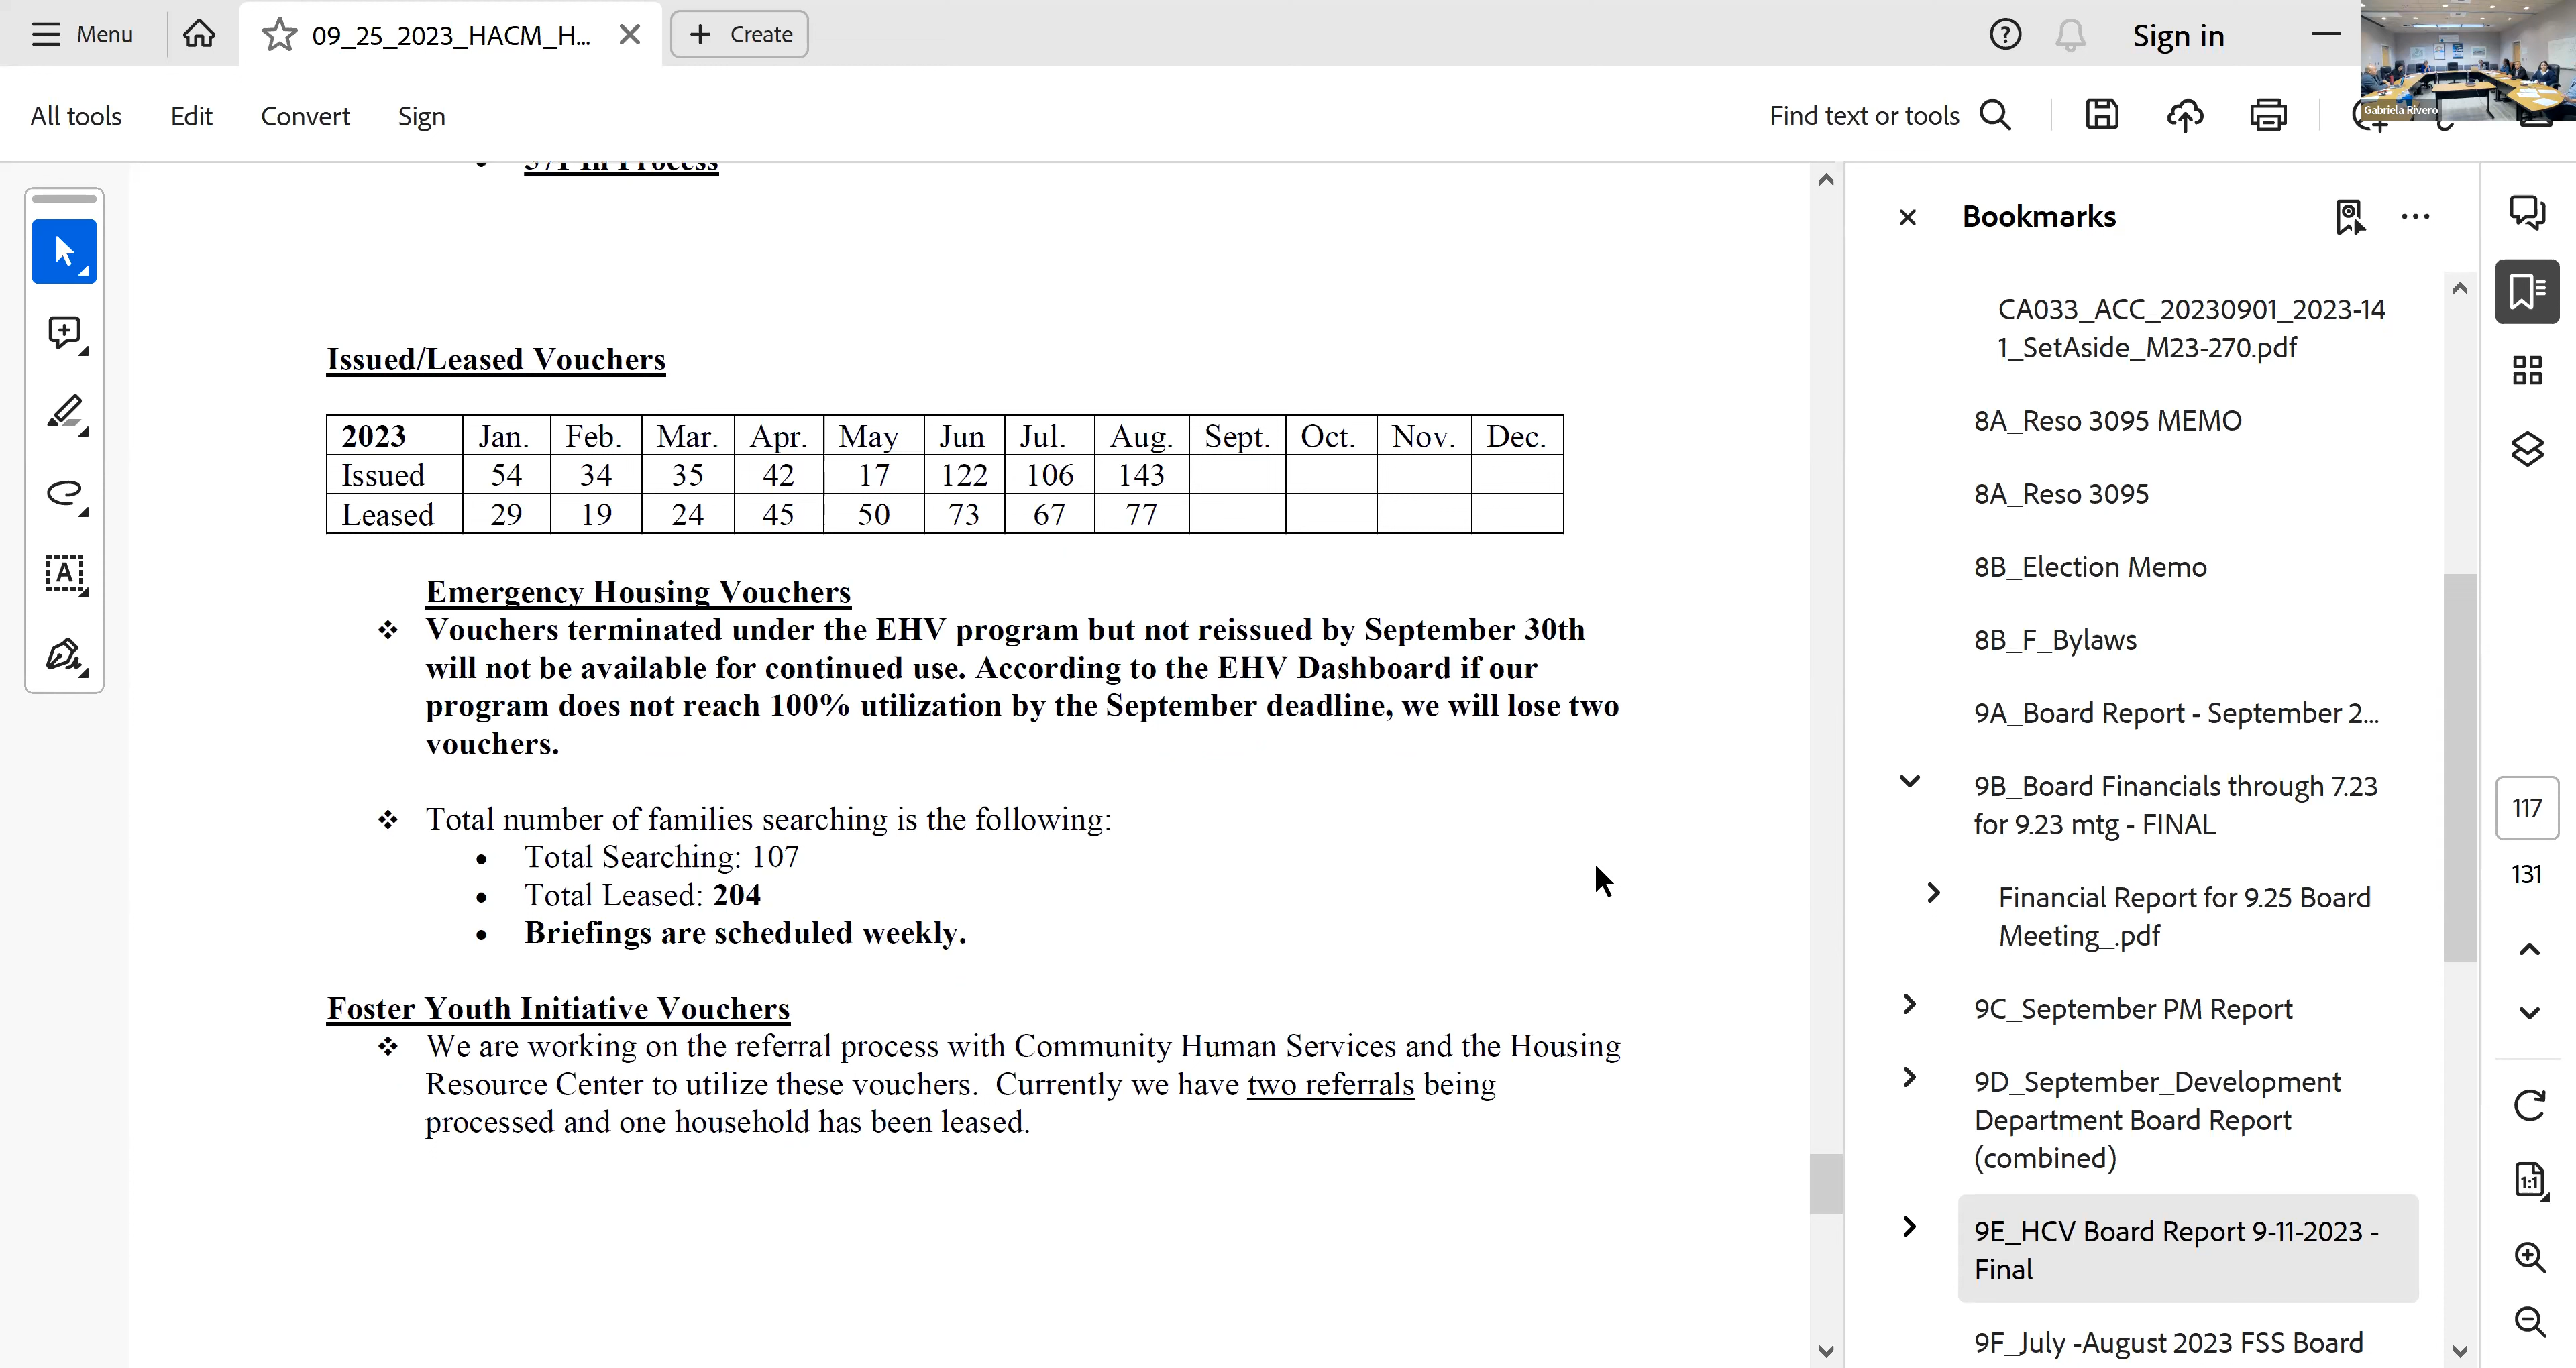 Menu
09_25_2023_HACM_H...
Create
Sign in
Gabriela Rivero
All tools Edit Convert Sign
Find text or tools
Issued/Leased Vouchers
2023 Jan. Feb. Mar. Apr. May Jun Jul. Aug. Sept. Oct. Nov. Dec.
Issued 54 34 35 42 17 122 106 143
Leased 29 19 24 45 50 73 67 77
Emergency Housing Vouchers
❖ Vouchers terminated under the EHV program but not reissued by September 30th
will not be available for continued use. According to the EHV Dashboard if our
program does not reach 100% utilization by the September deadline, we will lose two
vouchers.
❖ Total number of families searching is the following:
• Total Searching: 107
• Total Leased: 204
• Briefings are scheduled weekly.
Foster Youth Initiative Vouchers
❖ We are working on the referral process with Community Human Services and the Housing
Resource Center to utilize these vouchers. Currently we have two referrals being
processed and one household has been leased.
Bookmarks
CA033_ACC_20230901_2023-14
1_SetAside_M23-270.pdf
8A_Reso 3095 MEMO
8A_Reso 3095
8B_Election Memo
8B_F_Bylaws
9A_Board Report - September 2...
9B_Board Financials through 7.23
for 9.23 mtg - FINAL
Financial Report for 9.25 Board
Meeting_.pdf
9C_September PM Report
9D_September_Development
Department Board Report
(combined)
9E_HCV Board Report 9-11-2023 -
Final
9F_July -August 2023 FSS Board
117
131
1:1